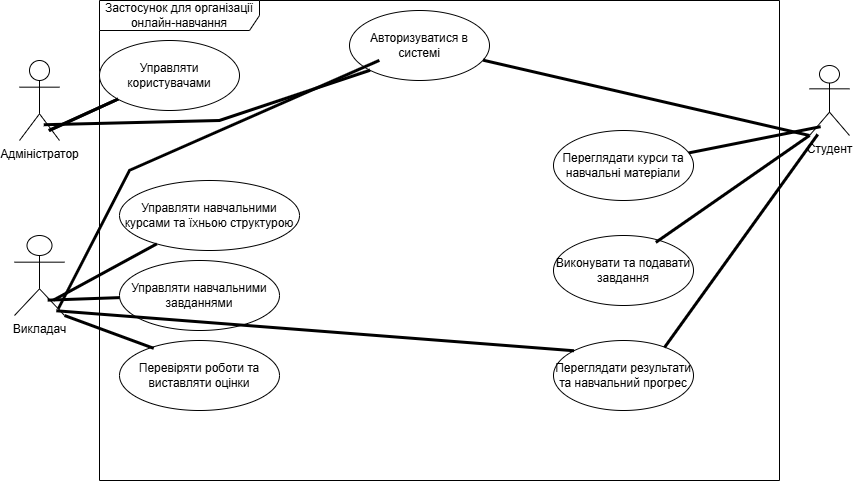 Застосунок для організації
онлайн-навчання
Авторизуватися в
системі
Управляти
користувачами
Адміністратор
Студент
Переглядати курси та
навчальні матеріали
Управляти навчальними
курсами та їхньою структурою
Виконувати та подавати
завдання
Управляти навчальними
завданнями
Викладач
Перевіряти роботи та
виставляти оцінки
Переглядати результати
та навчальний прогрес